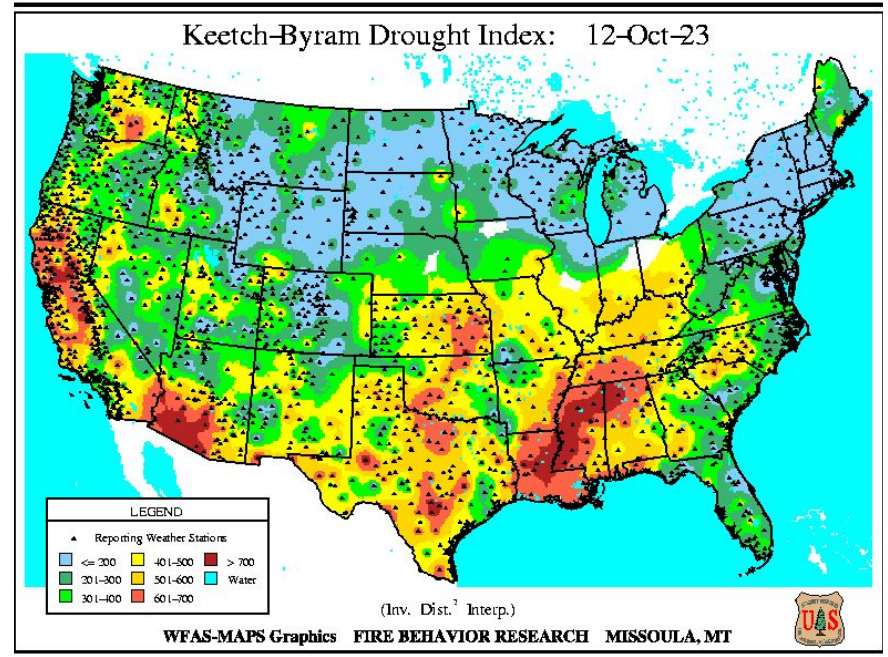 Keetch-Byram Drought Index: 12-Oct-23
LEGEND
Reporting Weather Stations
<= 200
401-500
> 700
201-300
501-600
Water
301-400
601-700
(Inv. Dist.² Interp.)
WFAS-MAPS Graphics FIRE BEHAVIOR RESEARCH MISSOULA, MT
U S